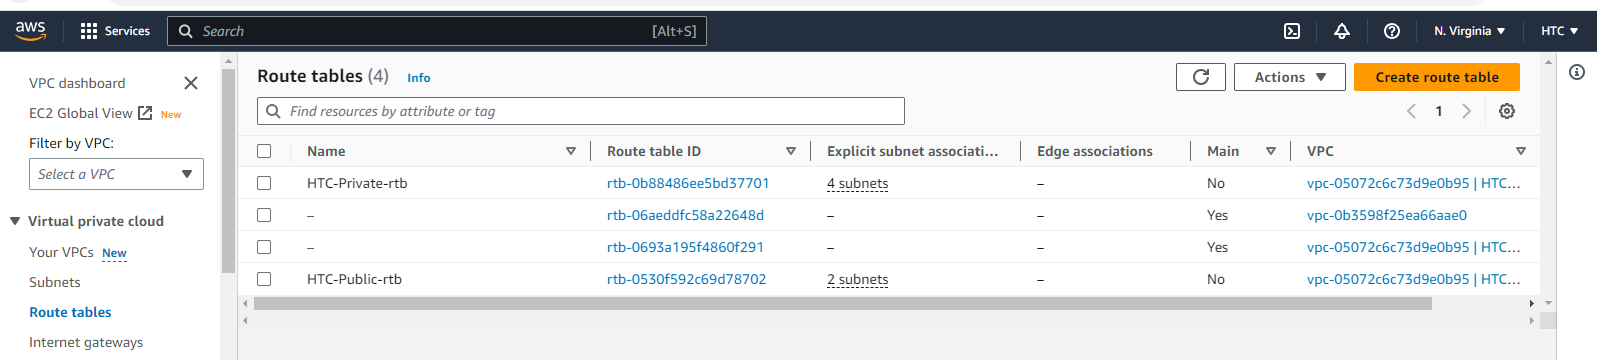 aws Services Search [Alt+S] N. Virginia HTC
VPC dashboard
EC2 Global View New
Filter by VPC:
Select a VPC
Virtual private cloud
Your VPCs New
Subnets
Route tables
Internet gateways
Route tables (4) Info Actions Create route table
Find resources by attribute or tag 1
Name Route table ID Explicit subnet associati... Edge associations Main VPC
HTC-Private-rtb rtb-0b88486ee5bd37701 4 subnets – No vpc-05072c6c73d9e0b95 | HTC...
– rtb-06aeddfc58a22648d – – Yes vpc-0b3598f25ea66aae0
– rtb-0693a195f4860f291 – – Yes vpc-05072c6c73d9e0b95 | HTC...
HTC-Public-rtb rtb-0530f592c69d78702 2 subnets – No vpc-05072c6c73d9e0b95 | HTC...